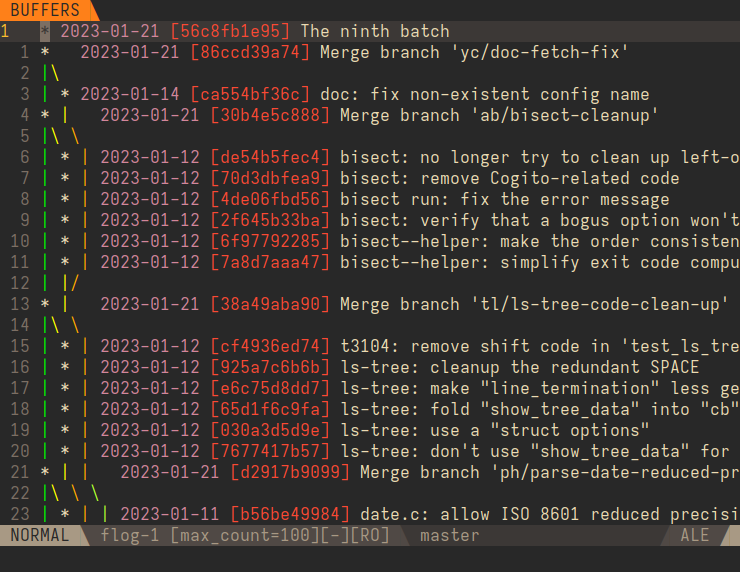 BUFFERS
1 * 2023-01-21 [56c8fb1e95] The ninth batch
1 * 2023-01-21 [86ccd39a74] Merge branch 'yc/doc-fetch-fix'
2 |\
3 | * 2023-01-14 [ca554bf36c] doc: fix non-existent config name
4 * | 2023-01-21 [30b4e5c888] Merge branch 'ab/bisect-cleanup'
5 |\ \
6 | * | 2023-01-12 [de54b5fec4] bisect: no longer try to clean up left-o
7 | * | 2023-01-12 [70d3dbfea9] bisect: remove Cogito-related code
8 | * | 2023-01-12 [4de06fbd56] bisect run: fix the error message
9 | * | 2023-01-12 [2f645b33ba] bisect: verify that a bogus option won't
10 | * | 2023-01-12 [6f97792285] bisect--helper: make the order consisten
11 | * | 2023-01-12 [7a8d7aaa47] bisect--helper: simplify exit code compu
12 | |/
13 * | 2023-01-21 [38a49aba90] Merge branch 'tl/ls-tree-code-clean-up'
14 |\ \
15 | * | 2023-01-12 [cf4936ed74] t3104: remove shift code in 'test_ls_tre
16 | * | 2023-01-12 [925a7c6b6b] ls-tree: cleanup the redundant SPACE
17 | * | 2023-01-12 [e6c75d8dd7] ls-tree: make "line_termination" less ge
18 | * | 2023-01-12 [65d1f6c9fa] ls-tree: fold "show_tree_data" into "cb"
19 | * | 2023-01-12 [030a3d5d9e] ls-tree: use a "struct options"
20 | * | 2023-01-12 [7677417b57] ls-tree: don't use "show_tree_data" for
21 * | | 2023-01-21 [d2917b9099] Merge branch 'ph/parse-date-reduced-pr
22 |\ \ \
23 | * | | 2023-01-11 [b56be49984] date.c: allow ISO 8601 reduced precisi
NORMAL flog-1 [max_count=100][-][RO] master ALE